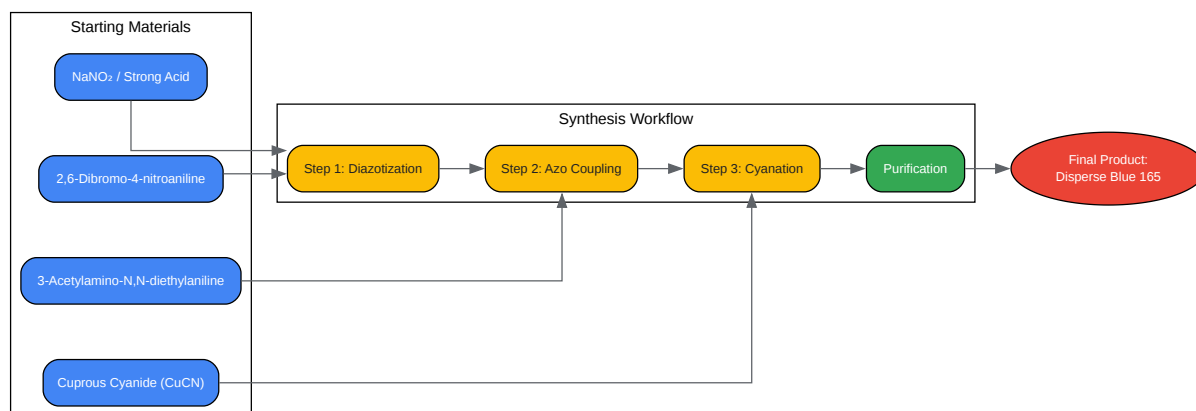 Starting Materials
NaNO₂ / Strong Acid
2,6-Dibromo-4-nitroaniline
3-Acetylamino-N,N-diethylaniline
Cuprous Cyanide (CuCN)
Synthesis Workflow
Step 1: Diazotization
Step 2: Azo Coupling
Step 3: Cyanation
Purification
Final Product:
Disperse Blue 165